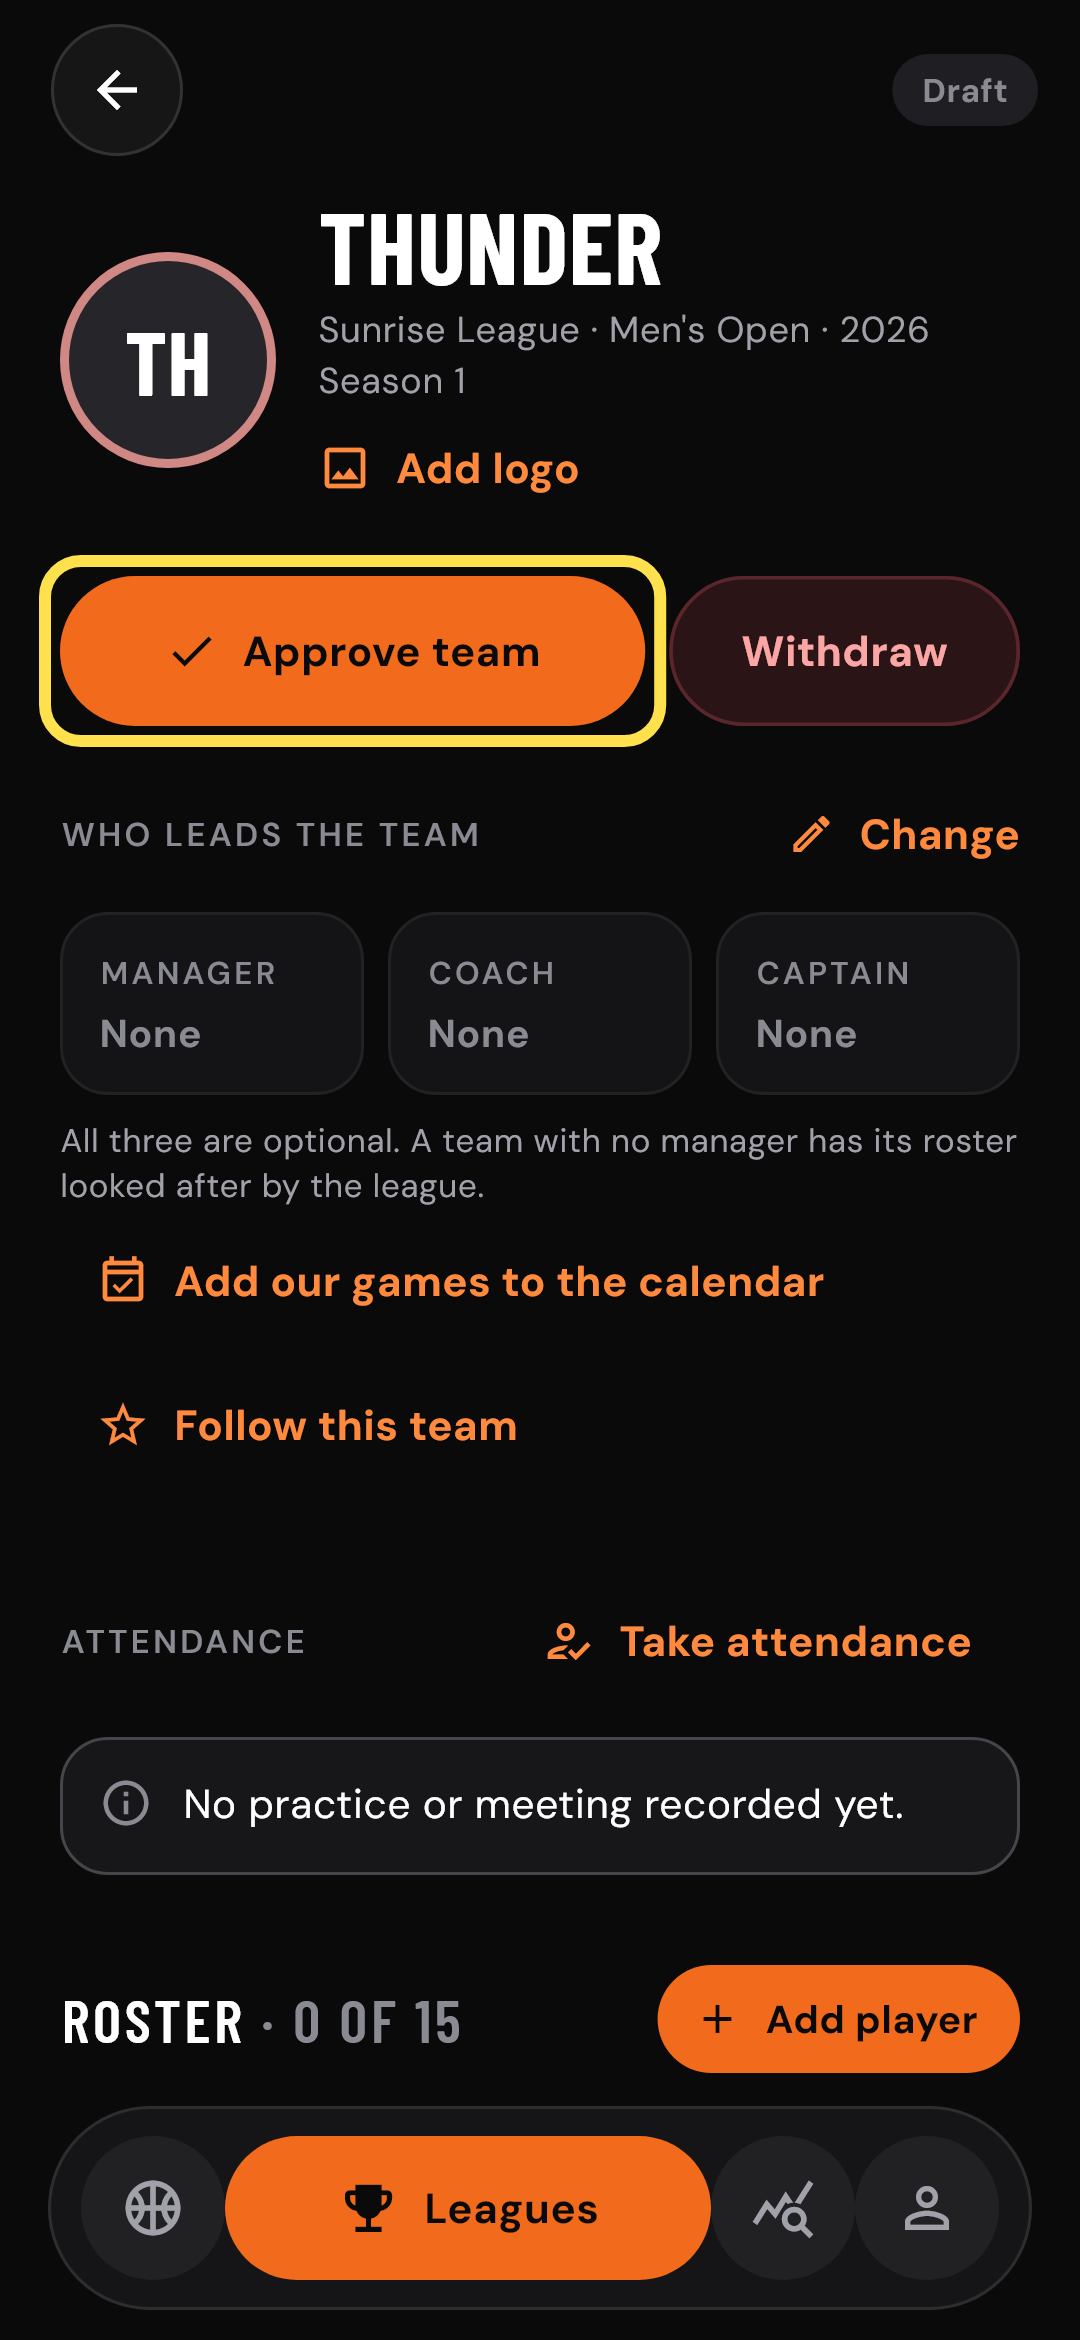 Draft
THUNDER
TH
Sunrise League · Men's Open · 2026
Season 1
Add logo
Approve team
Withdraw
WHO LEADS THE TEAM
Change
MANAGER
None
COACH
None
CAPTAIN
None
All three are optional. A team with no manager has its roster
looked after by the league.
Add our games to the calendar
Follow this team
ATTENDANCE
Take attendance
No practice or meeting recorded yet.
ROSTER · 0 OF 15
Add player
Leagues